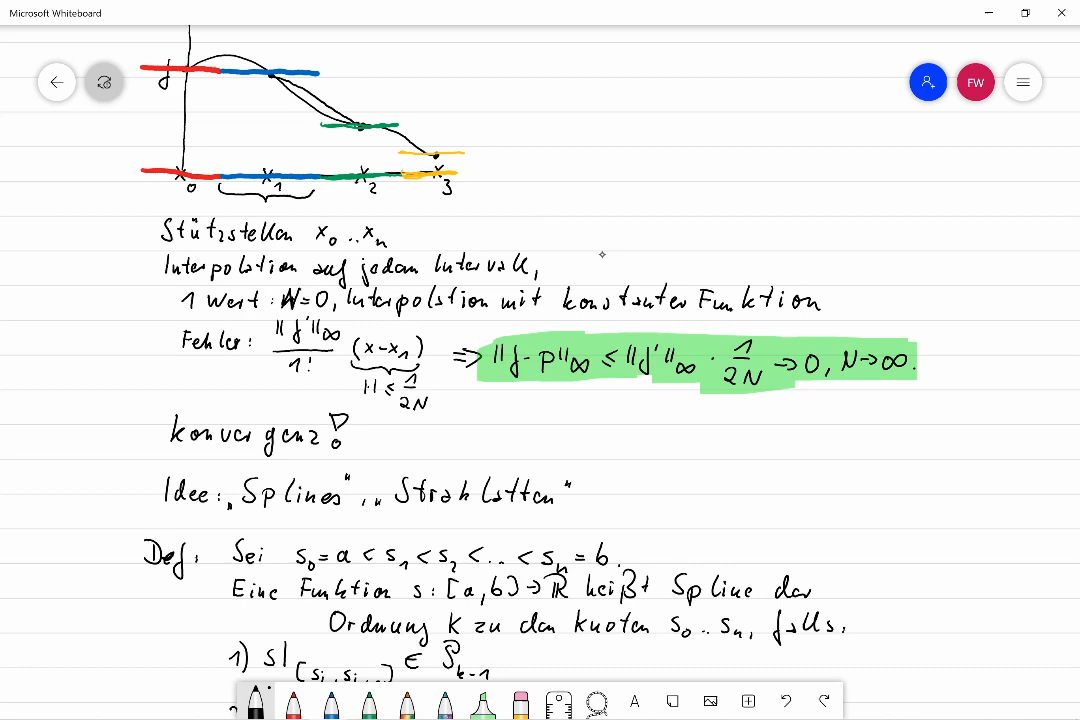 Microsoft Whiteboard
FW
f
x₀ x₁ x₂ x₃
Stützstellen x₀..xₙ
Interpolation auf jedem Intervall,
1 Wert: N=0, Interpolation mit konstanter Funktion
Fehler: ‖f'‖∞ / 1! (x-x₁) ⇒ ‖f-p‖∞ ≤ ‖f'‖∞ · 1/2N → 0, N→∞.
|·| ≤ 1/2N
Konvergenz!
Idee: „Splines", „Straklatten"
Def: Sei s₀ = a < s₁ < s₂ < .. < sₙ = b.
Eine Funktion s: [a,b] → ℝ heißt Spline der
Ordnung k zu den Knoten s₀..sₙ, falls:
1) s|[sᵢ, sᵢ₊₁] ∈ 𝒫ₖ₋₁
A